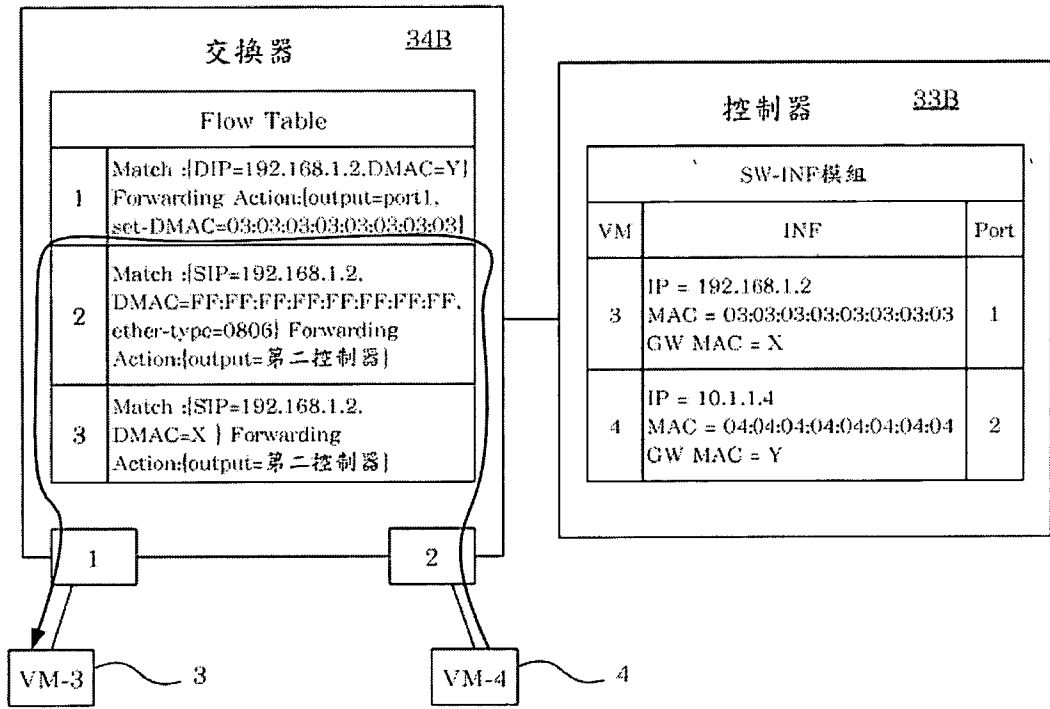 交換器
34B
Flow Table
1
Match :{DIP=192.168.1.2,DMAC=Y}
Forwarding Action:{output=port1,
set-DMAC=03:03:03:03:03:03:03:03}
2
Match :{SIP=192.168.1.2,
DMAC=FF:FF:FF:FF:FF:FF:FF:FF,
ether-type=0806} Forwarding
Action:{output=第二控制器}
3
Match :{SIP=192.168.1.2,
DMAC=X } Forwarding
Action:{output=第二控制器}
1
2
VM-3
3
VM-4
4
控制器
33B
SW-INF模組
VM
INF
Port
3
IP = 192.168.1.2
MAC = 03:03:03:03:03:03:03:03
GW MAC = X
1
4
IP = 10.1.1.4
MAC = 04:04:04:04:04:04:04:04
GW MAC = Y
2